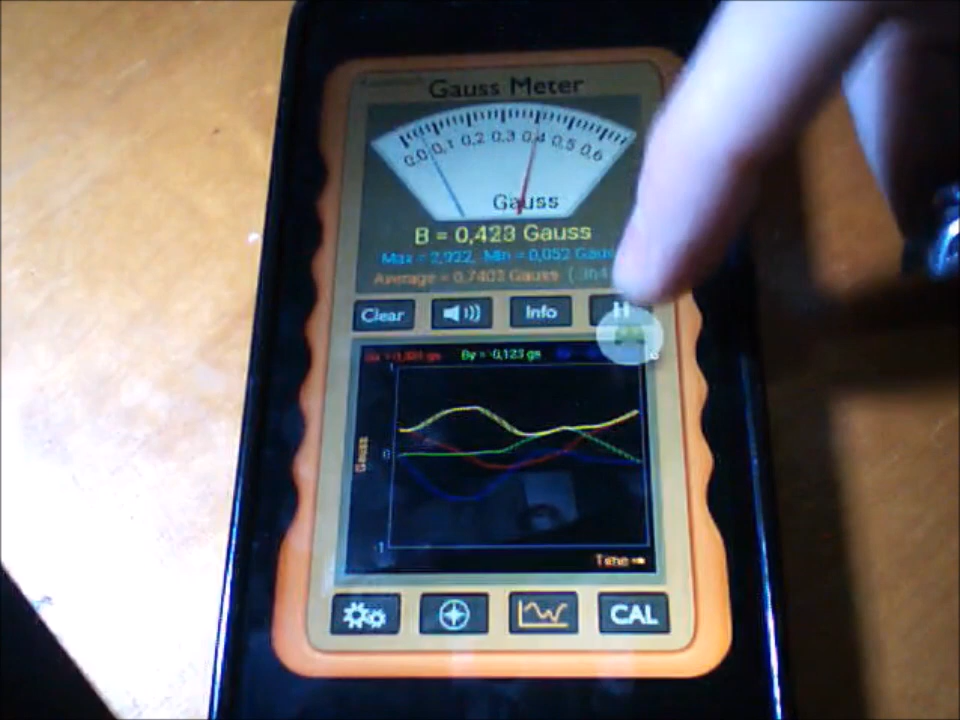 Gauss Meter
0,0 0,1 0,2 0,3 0,4 0,5 0,6
Gauss
B = 0,423 Gauss
Max = 2,922, Min = 0,052 Gaus
Average = 0,7403 Gauss
Clear Info
By = -0,123 gs
1
Gauss
0
-1
Time
CAL